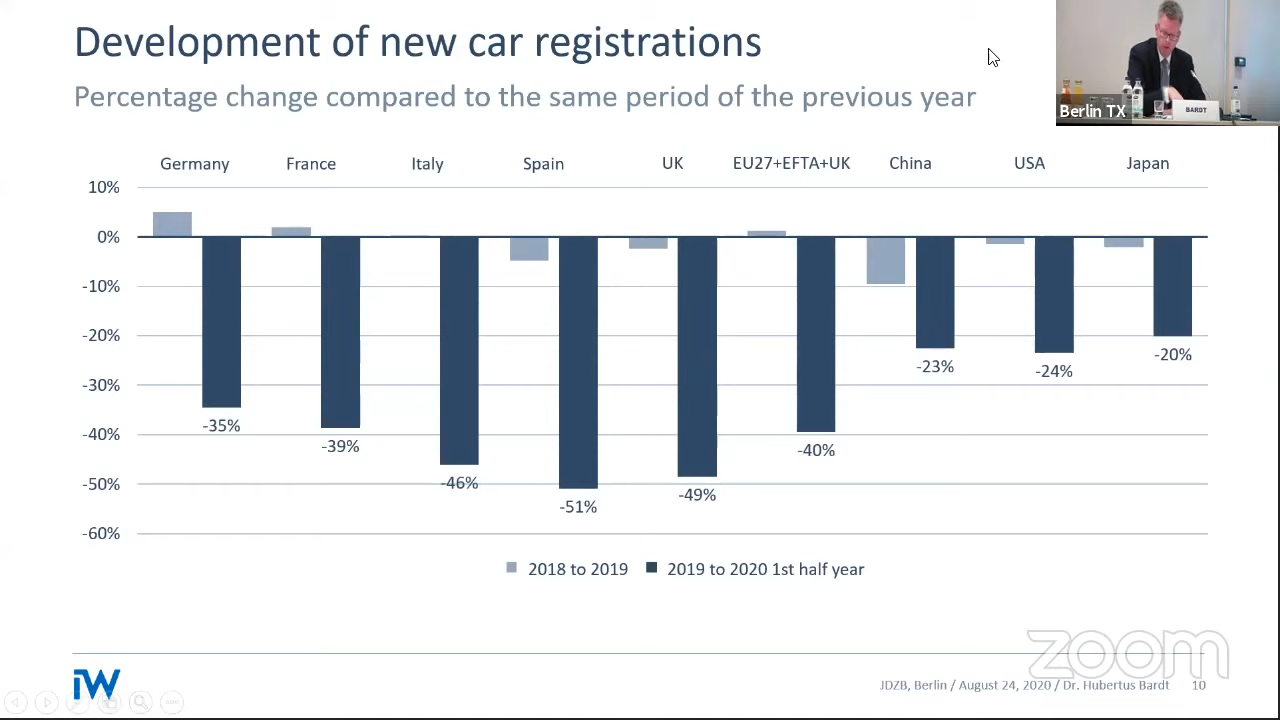 Development of new car registrations
Percentage change compared to the same period of the previous year
Berlin TX
BARDT
Germany France Italy Spain UK EU27+EFTA+UK China USA Japan
10%
0%
-10%
-20%
-30%
-40%
-50%
-60%
-35%
-39%
-46%
-51%
-49%
-40%
-23%
-24%
-20%
2018 to 2019 2019 to 2020 1st half year
zoom
iW
JDZB, Berlin / August 24, 2020 / Dr. Hubertus Bardt 10